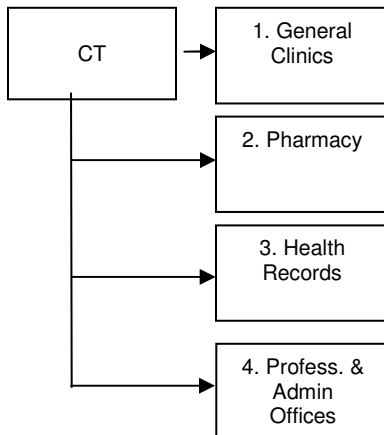 CT
1. General
Clinics
2. Pharmacy
3. Health
Records
4. Profess. &
Admin
Offices